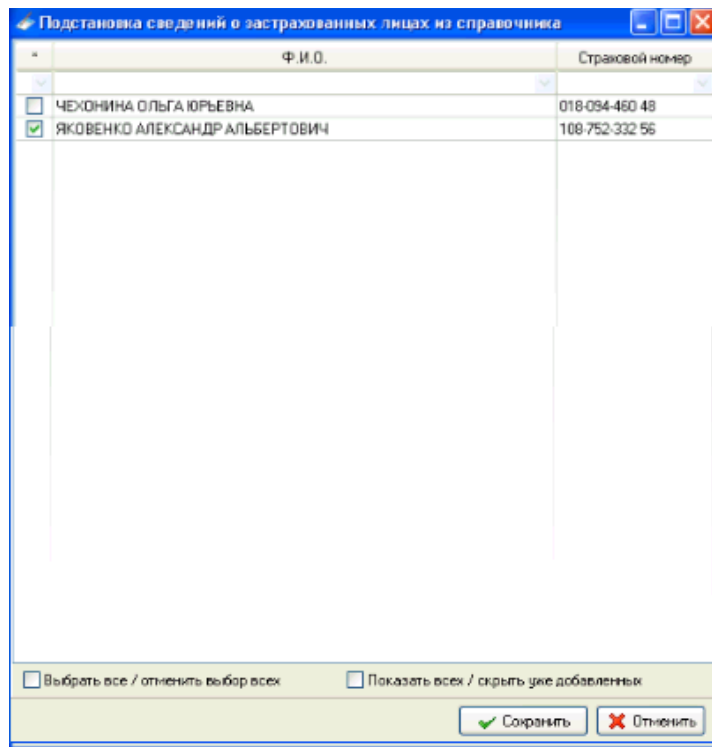 Подстановка сведений о застрахованных лицах из справочника
* Ф.И.О. Страховой номер
ЧЕХОНИНА ОЛЬГА ЮРЬЕВНА 018-094-460 48
ЯКОВЕНКО АЛЕКСАНДР АЛЬБЕРТОВИЧ 108-752-332 56
Выбрать все / отменить выбор всех Показать всех / скрыть уже добавленных
Сохранить Отменить